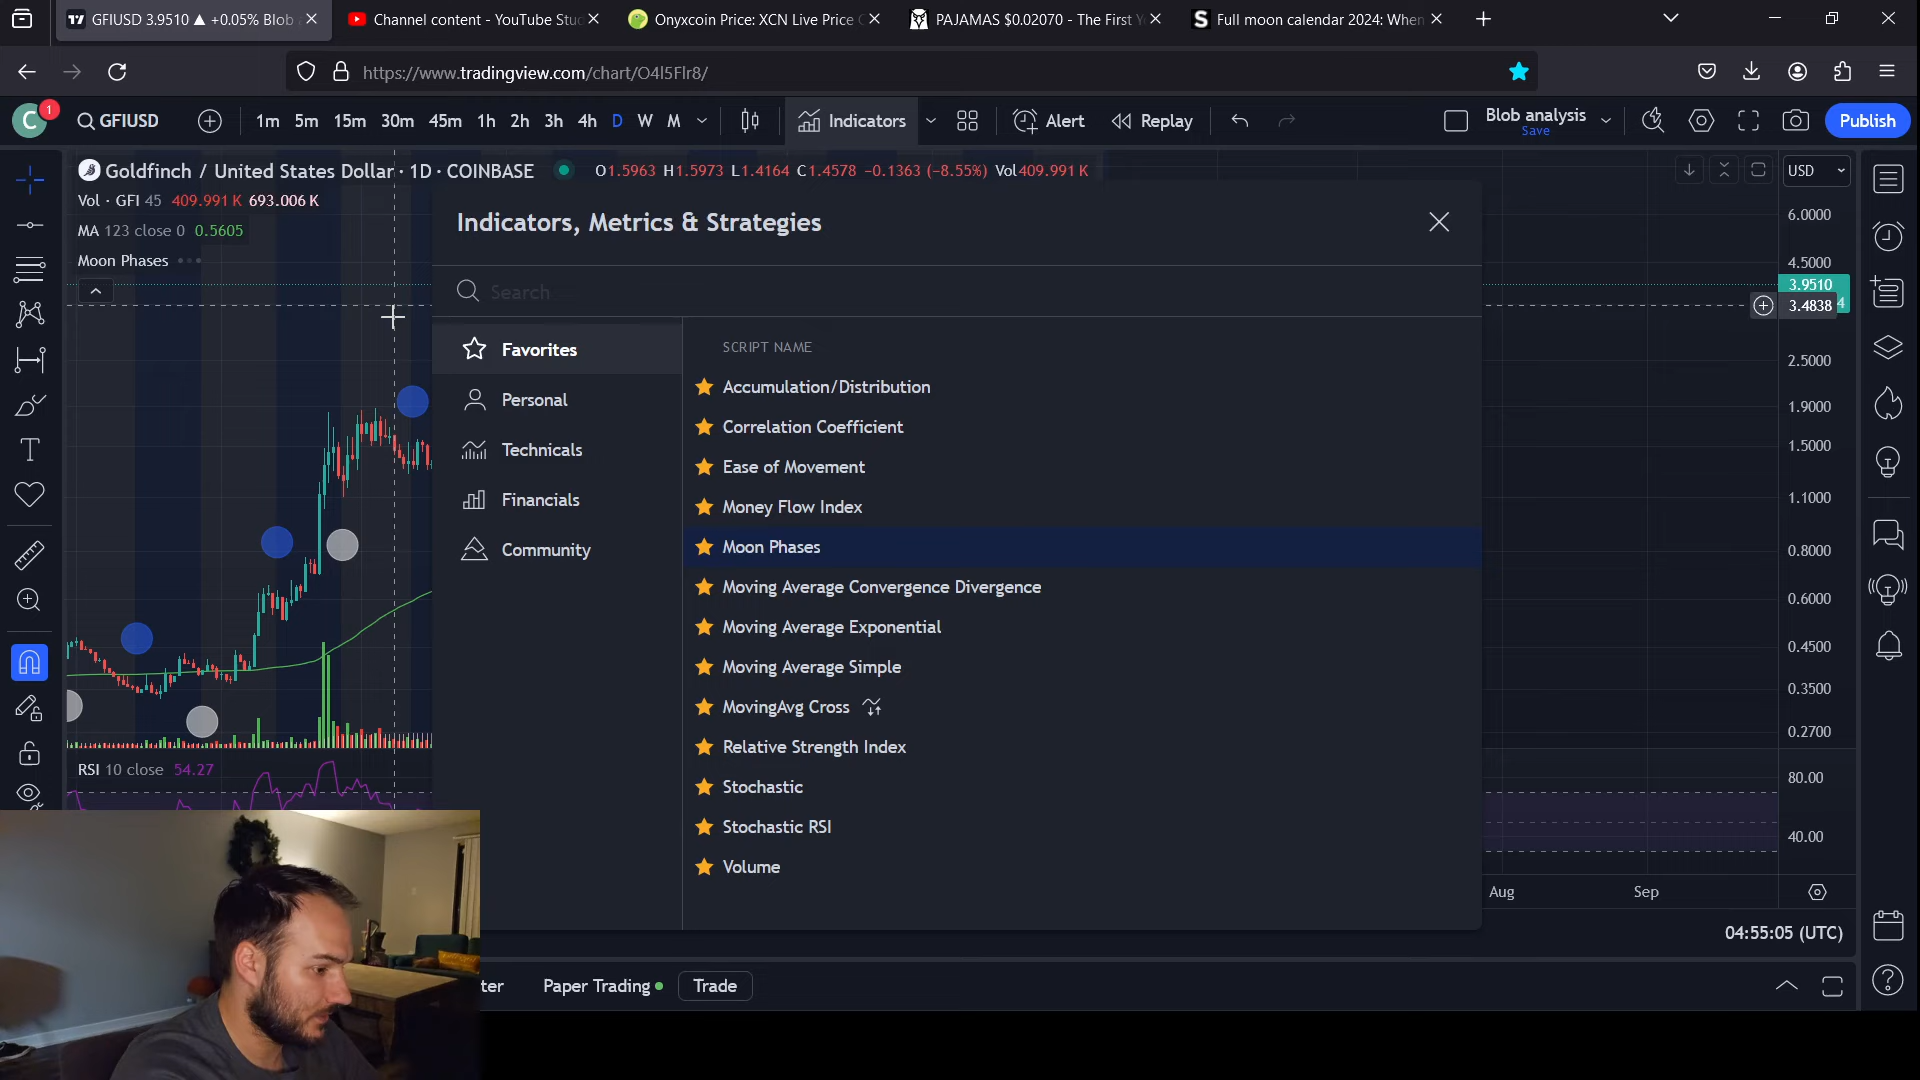 GFIUSD 3.9510 ▲ +0.05% Blob
Channel content - YouTube Stu
Onyxcoin Price: XCN Live Price
PAJAMAS $0.02070 - The First Y
Full moon calendar 2024: When
https://www.tradingview.com/chart/O4l5Flr8/
C 1
GFIUSD
1m 5m 15m 30m 45m 1h 2h 3h 4h D W M
Indicators
Alert
Replay
Blob analysis
Save
Publish
Goldfinch / United States Dollar · 1D · COINBASE
O1.5963 H1.5973 L1.4164 C1.4578 −0.1363 (−8.55%) Vol409.991 K
USD
Vol · GFI 45 409.991 K 693.006 K
MA 123 close 0 0.5605
Moon Phases
Indicators, Metrics & Strategies
Search
Favorites
Personal
Technicals
Financials
Community
SCRIPT NAME
Accumulation/Distribution
Correlation Coefficient
Ease of Movement
Money Flow Index
Moon Phases
Moving Average Convergence Divergence
Moving Average Exponential
Moving Average Simple
MovingAvg Cross
Relative Strength Index
Stochastic
Stochastic RSI
Volume
6.0000
4.5000
3.9510
3.4838
2.5000
1.9000
1.5000
1.1000
0.8000
0.6000
0.4500
0.3500
0.2700
80.00
40.00
RSI 10 close 54.27
Aug
Sep
04:55:05 (UTC)
ter
Paper Trading
Trade